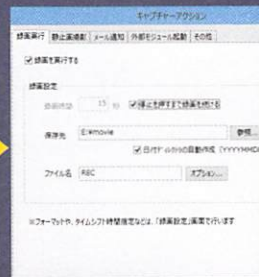 キャプチャーアクション
録画実行 静止画撮影 メール通知 外部モジュール起動 その他
録画を実行する
録画設定
録画時間 15 秒 停止を押すまで録画を続ける
保存先 E:¥movie 参照...
日付フォルダの自動作成 (YYYYMMD
ファイル名 REC オプション...
※フォーマットや、タイムシフト時間指定などは、「録画設定」画面で行います